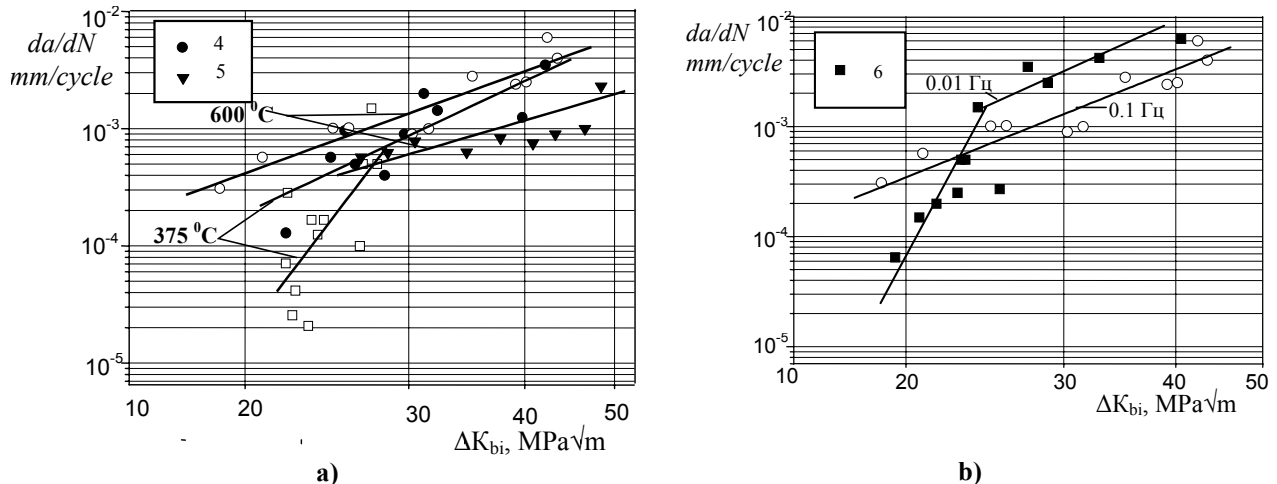 10⁻²
da/dN
mm/cycle
4
5
600 ⁰C
10⁻³
375 ⁰C
10⁻⁴
10⁻⁵
10 20 30 40 50
ΔK_bi, MPa√m
a)
10⁻²
da/dN
mm/cycle
6
0.01 Гц
0.1 Гц
10⁻³
10⁻⁴
10⁻⁵
10 20 30 40 50
ΔK_bi, MPa√m
b)